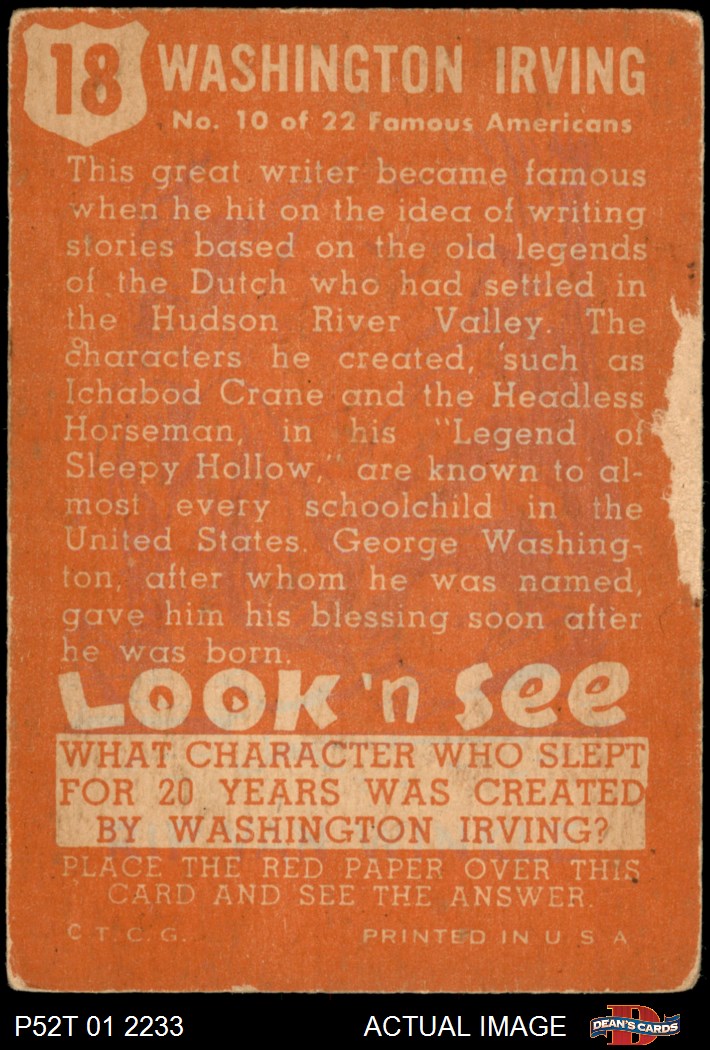 18
WASHINGTON IRVING
No. 10 of 22 Famous Americans
This great writer became famous
when he hit on the idea of writing
stories based on the old legends
of the Dutch who had settled in
the Hudson River Valley. The
characters he created, such as
Ichabod Crane and the Headless
Horseman, in his "Legend of
Sleepy Hollow," are known to al-
most every schoolchild in the
United States. George Washing-
ton, after whom he was named,
gave him his blessing soon after
he was born.
LOOK 'n See
WHAT CHARACTER WHO SLEPT
FOR 20 YEARS WAS CREATED
BY WASHINGTON IRVING?
PLACE THE RED PAPER OVER THIS
CARD AND SEE THE ANSWER.
© T. C. G. PRINTED IN U S A
P52T 01 2233 ACTUAL IMAGE DEAN'S CARDS